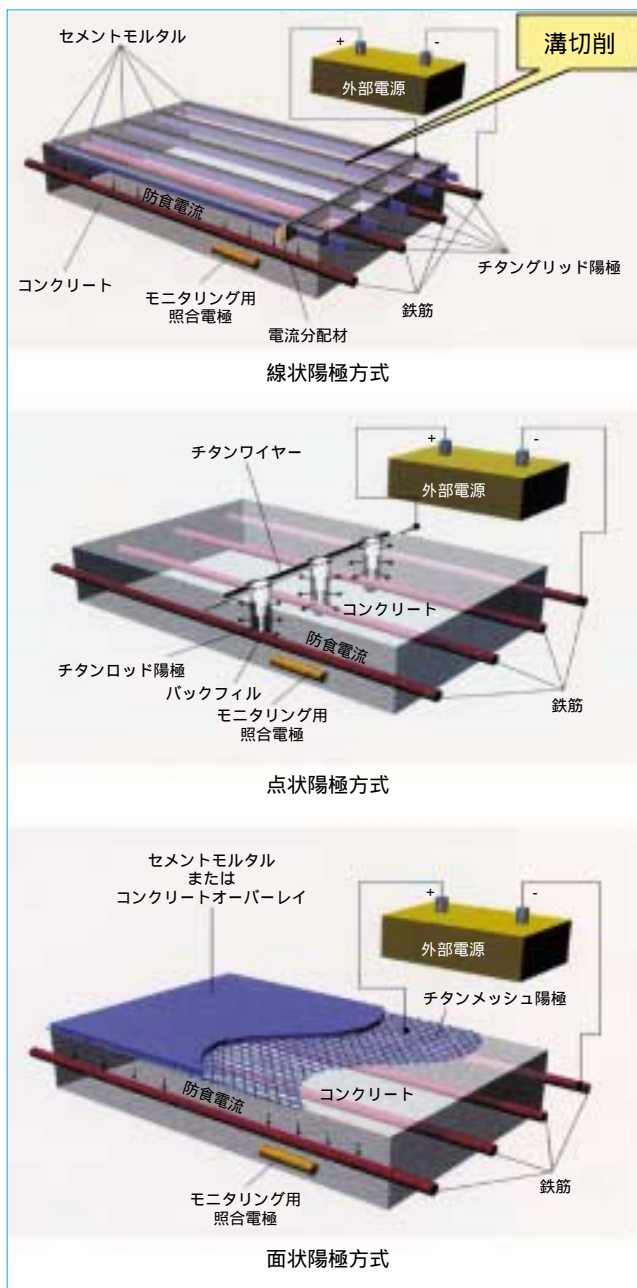 セメントモルタル
+
-
外部電源
溝切削
防食電流
コンクリート
モニタリング用
照合電極
電流分配材
鉄筋
チタングリッド陽極
線状陽極方式
チタンワイヤー
+
-
外部電源
コンクリート
防食電流
チタンロッド陽極
バックフィル
モニタリング用
照合電極
鉄筋
点状陽極方式
セメントモルタル
または
コンクリートオーバーレイ
+
-
外部電源
チタンメッシュ陽極
コンクリート
防食電流
モニタリング用
照合電極
鉄筋
面状陽極方式